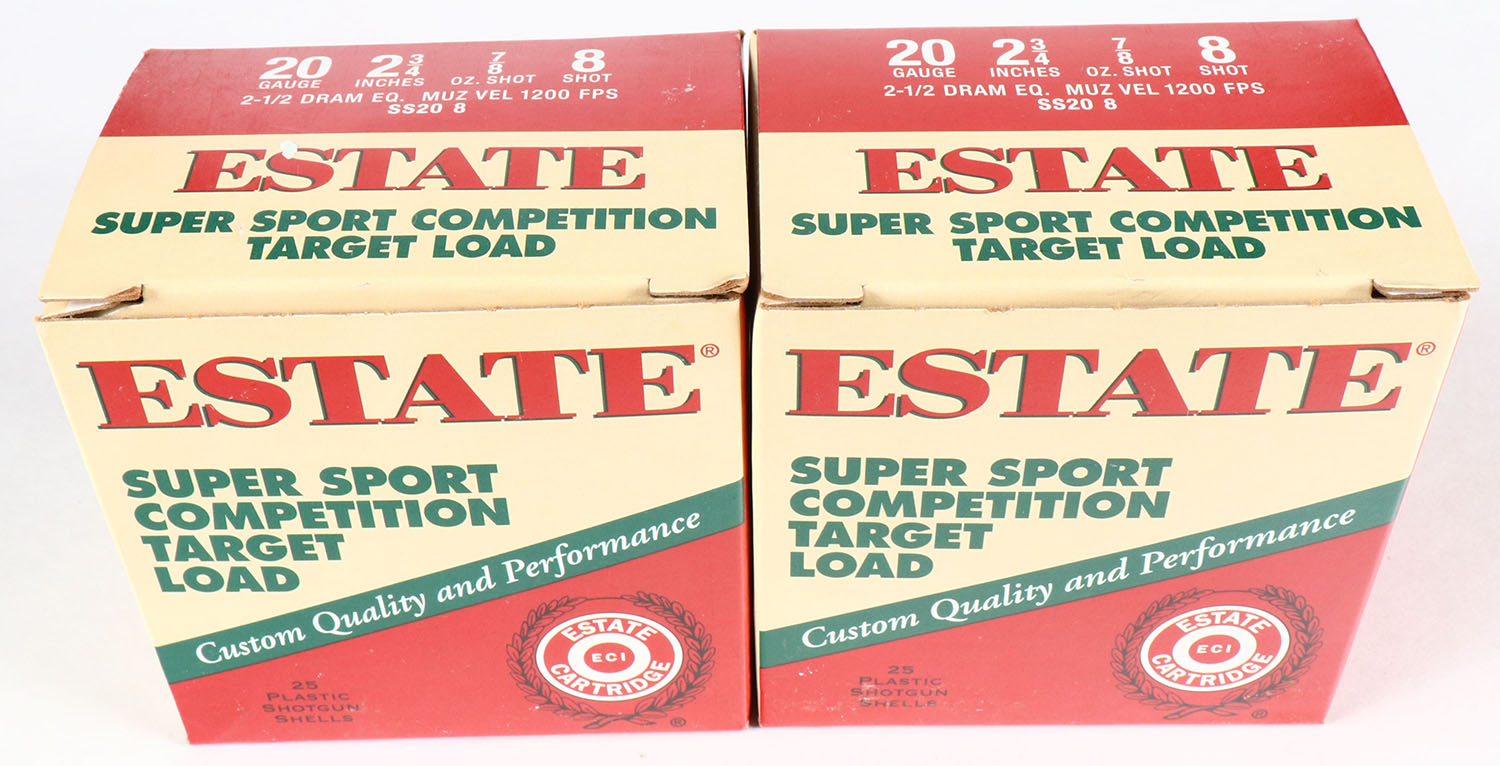 20 2 3/4 7/8 8
GAUGE INCHES OZ. SHOT SHOT
2-1/2 DRAM EQ. MUZ VEL 1200 FPS
SS20 8
ESTATE
SUPER SPORT COMPETITION
TARGET LOAD
ESTATE®
SUPER SPORT
COMPETITION
TARGET
LOAD
Custom Quality and Performance
25
PLASTIC
SHOTGUN
SHELLS
ESTATE
ECI
CARTRIDGE
®
20 2 3/4 7/8 8
GAUGE INCHES OZ. SHOT SHOT
2-1/2 DRAM EQ. MUZ VEL 1200 FPS
SS20 8
ESTATE
SUPER SPORT COMPETITION
TARGET LOAD
ESTATE®
SUPER SPORT
COMPETITION
TARGET
LOAD
Custom Quality and Performance
25
PLASTIC
SHOTGUN
SHELLS
ESTATE
ECI
CARTRIDGE
®